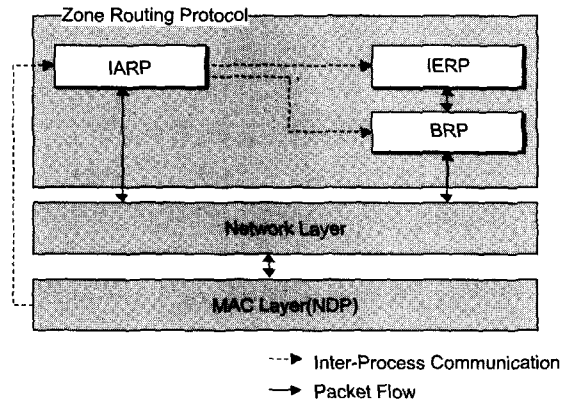 Zone Routing Protocol
IARP
IERP
BRP
Network Layer
MAC Layer(NDP)
Inter-Process Communication
Packet Flow